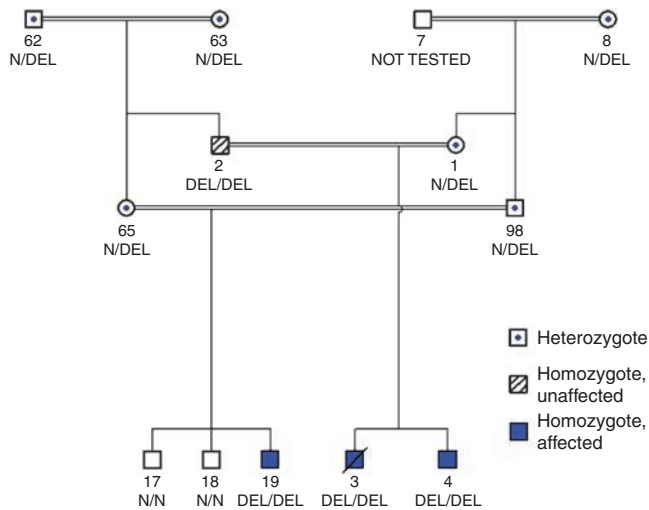 62 63 7 8
N/DEL N/DEL NOT TESTED N/DEL
2 1
DEL/DEL N/DEL
65 98
N/DEL N/DEL
Heterozygote
Homozygote,
unaffected
Homozygote,
affected
17 18 19 3 4
N/N N/N DEL/DEL DEL/DEL DEL/DEL